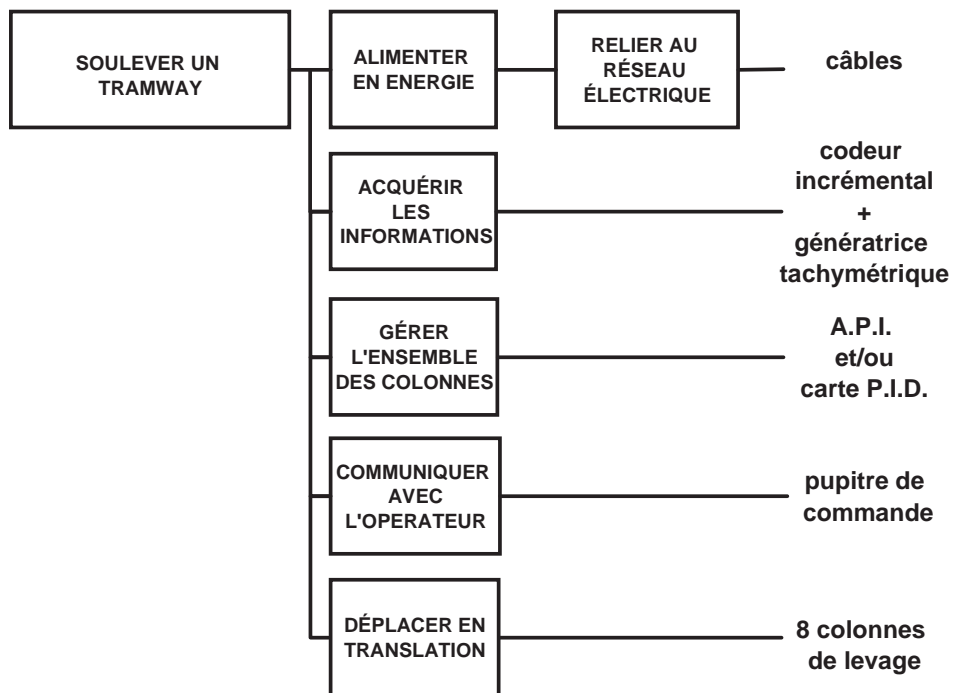 SOULEVER UN
TRAMWAY
ALIMENTER
EN ENERGIE
RELIER AU
RÉSEAU
ÉLECTRIQUE
câbles
ACQUÉRIR
LES
INFORMATIONS
codeur
incrémental
+
génératrice
tachymétrique
GÉRER
L'ENSEMBLE
DES COLONNES
A.P.I.
et/ou
carte P.I.D.
COMMUNIQUER
AVEC
L'OPERATEUR
pupitre de
commande
DÉPLACER EN
TRANSLATION
8 colonnes
de levage